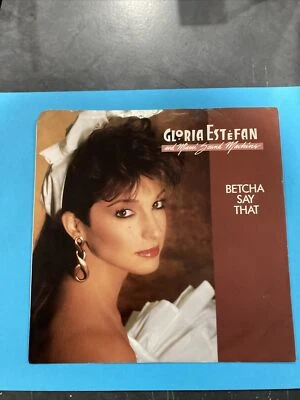 GLORIA ESTEFAN
and Miami Sound Machine
BETCHA
SAY
THAT